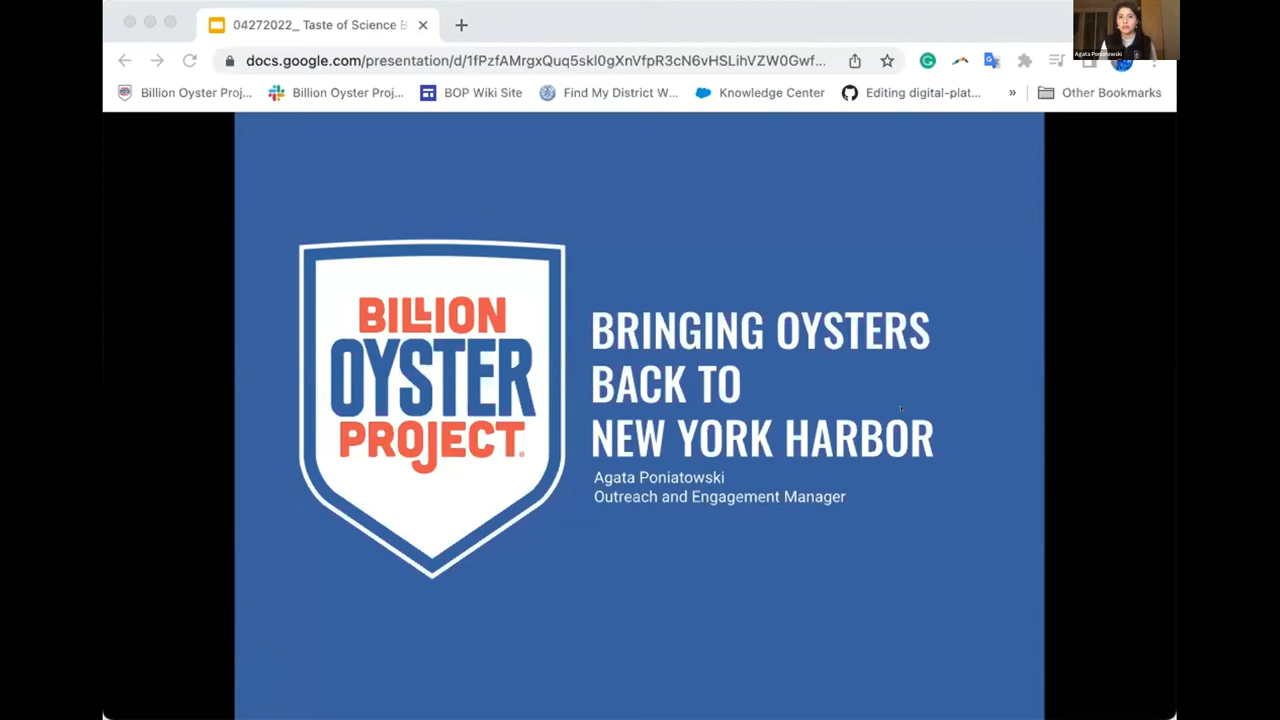 04272022_ Taste of Science B
Agata Poniatowski
docs.google.com/presentation/d/1fPzfAMrgxQuq5skl0gXnVfpR3cN6vHSLihVZW0Gwf...
Billion Oyster Proj...
Billion Oyster Proj...
BOP Wiki Site
Find My District W...
Knowledge Center
Editing digital-plat...
»
Other Bookmarks
BILLION
OYSTER
PROJECT®
BRINGING OYSTERS
BACK TO
NEW YORK HARBOR
Agata Poniatowski
Outreach and Engagement Manager